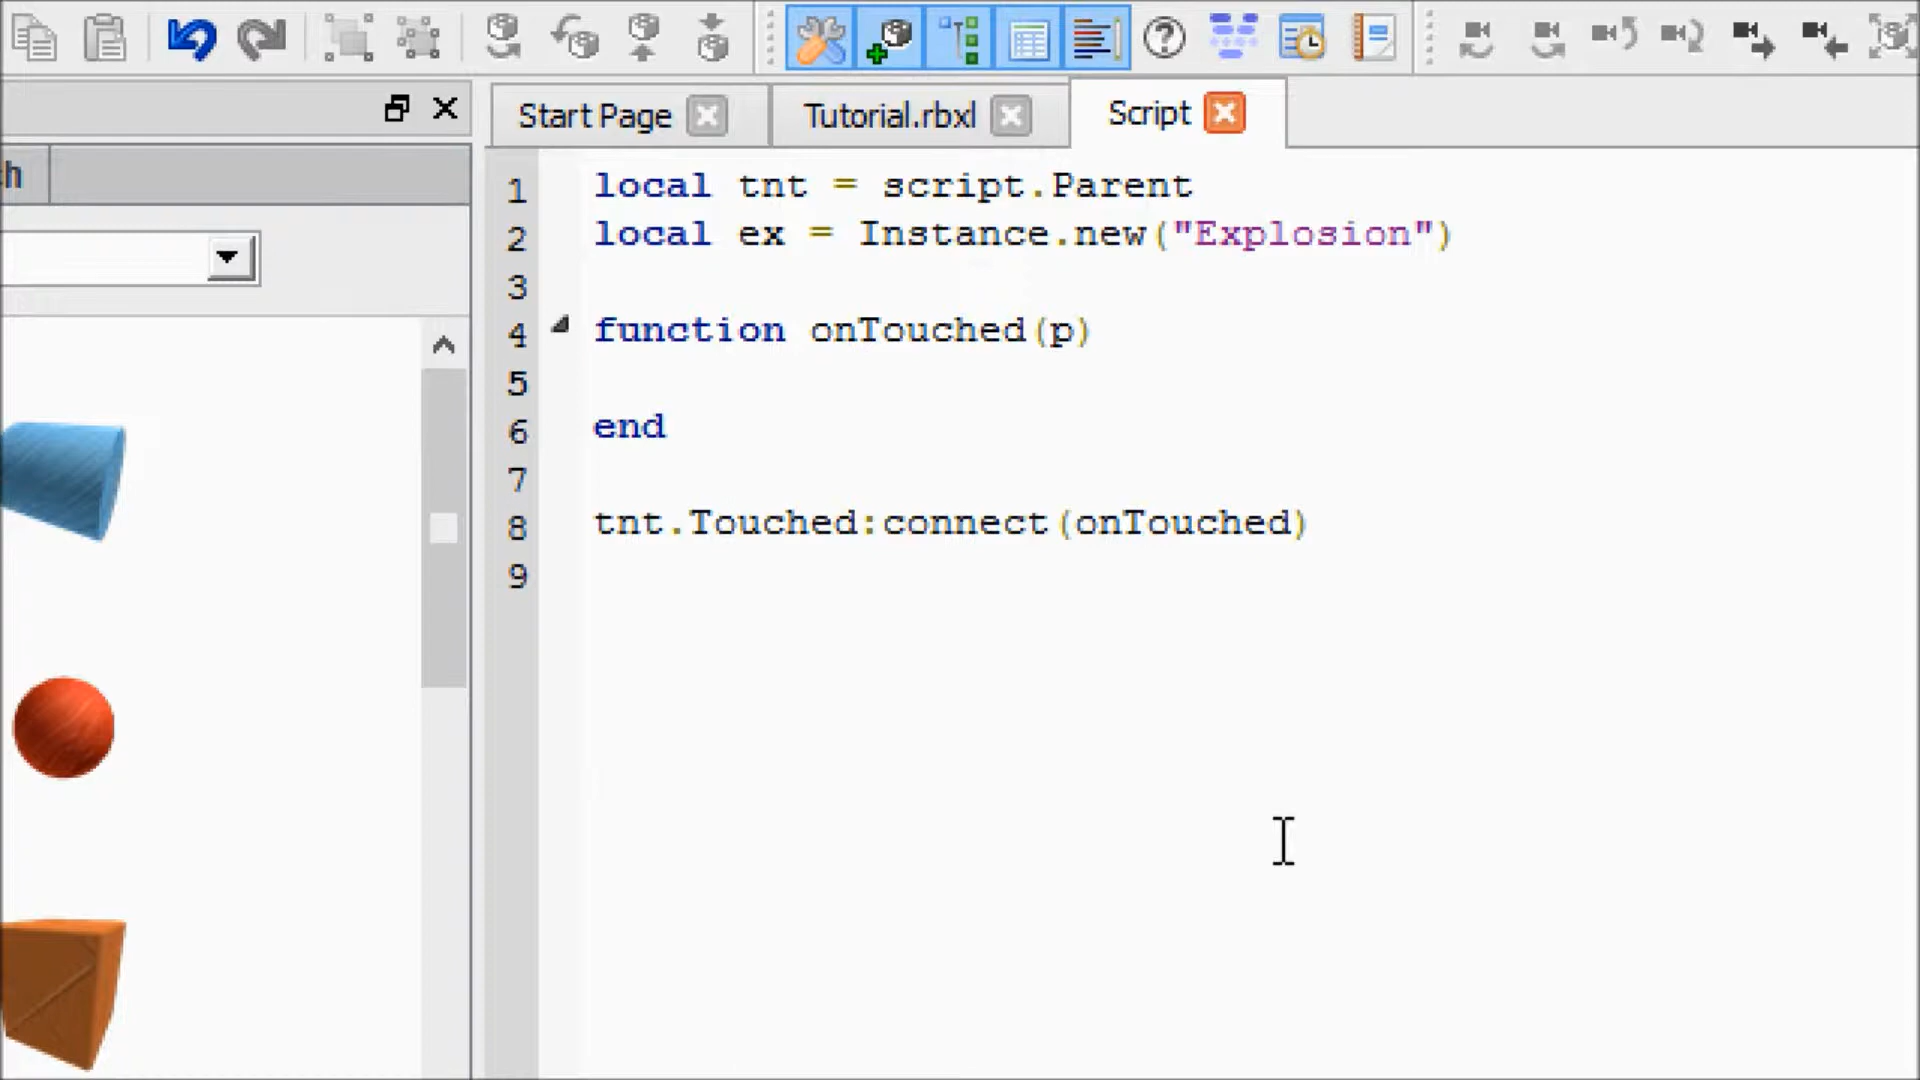 Start Page
Tutorial.rbxl
Script
h
1 local tnt = script.Parent
2 local ex = Instance.new("Explosion")
3
4 function onTouched(p)
5
6 end
7
8 tnt.Touched:connect(onTouched)
9